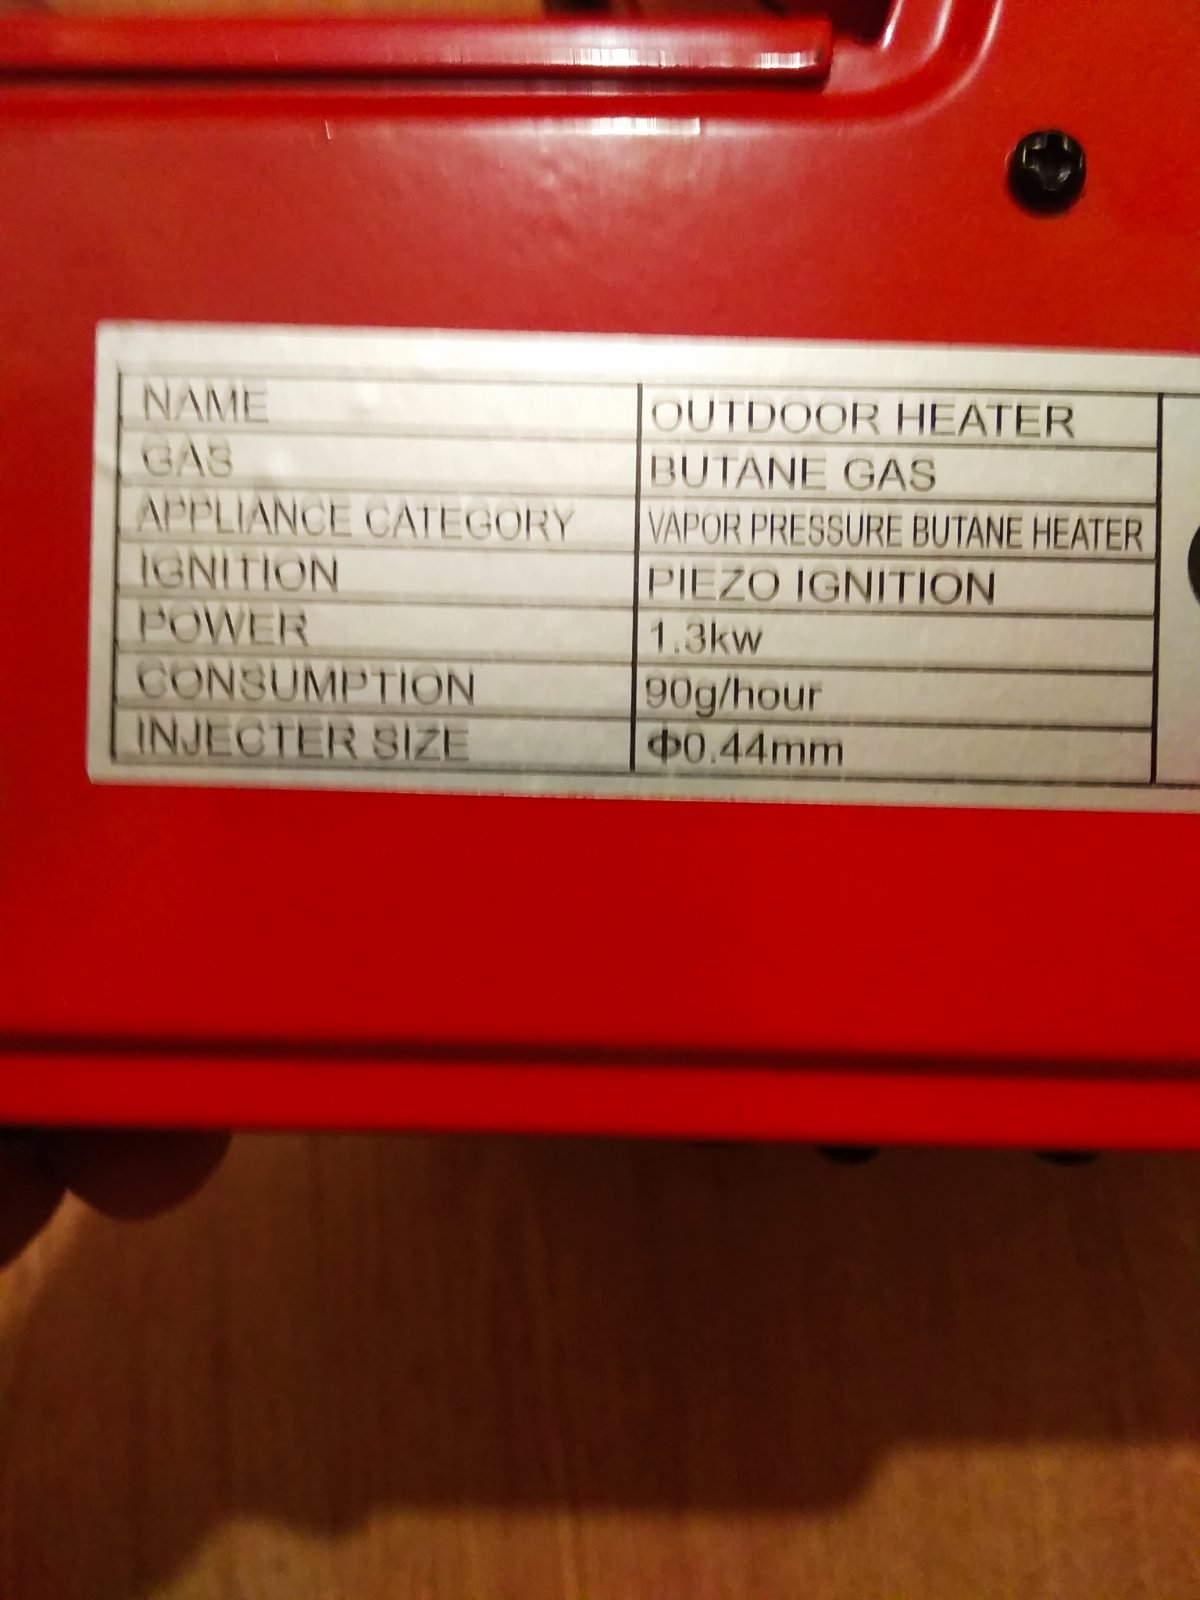 NAME OUTDOOR HEATER
GAS BUTANE GAS
APPLIANCE CATEGORY VAPOR PRESSURE BUTANE HEATER
IGNITION PIEZO IGNITION
POWER 1.3kw
CONSUMPTION 90g/hour
INJECTER SIZE Φ0.44mm